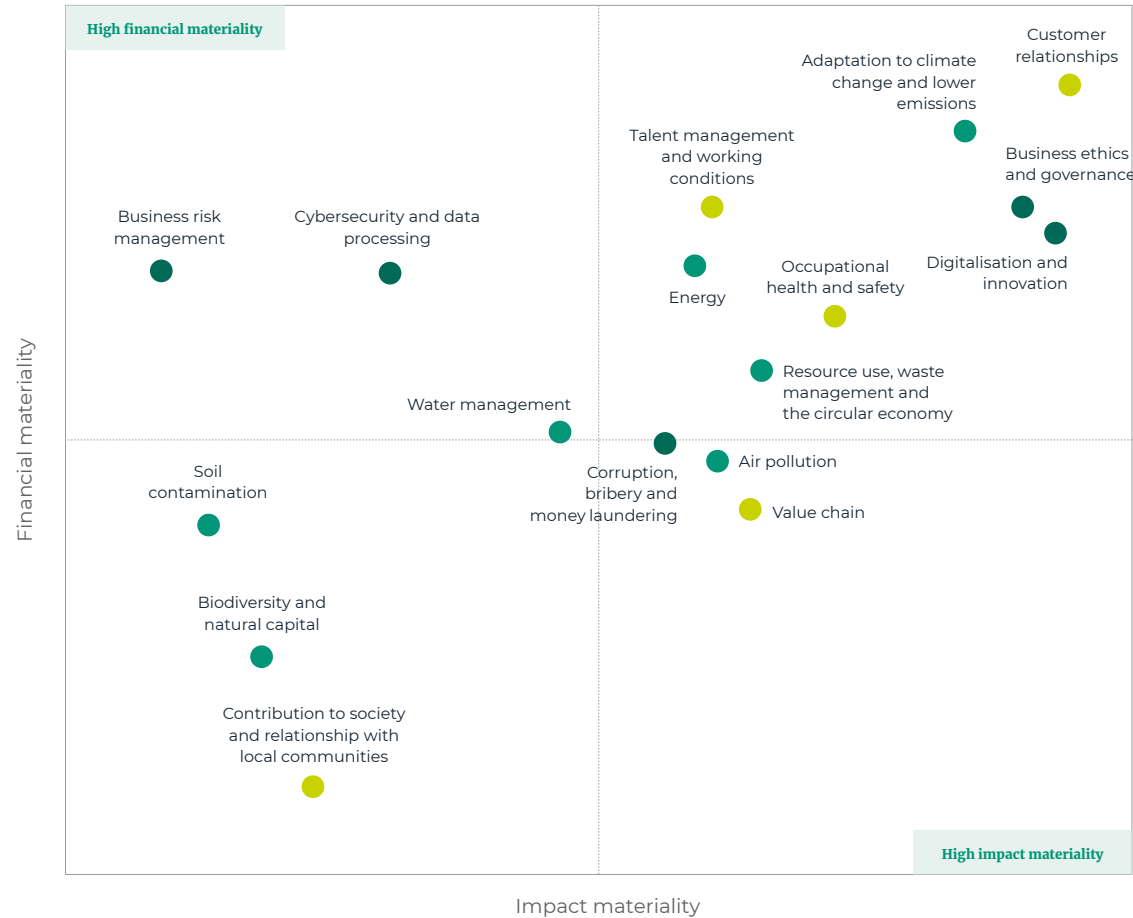 High financial materiality
Customer
relationships
Adaptation to climate
change and lower
emissions
Talent management
and working
conditions
Business ethics
and governance
Business risk
management
Cybersecurity and data
processing
Digitalisation and
innovation
Occupational
health and safety
Energy
Resource use, waste
management and
the circular economy
Water management
Air pollution
Corruption,
bribery and
money laundering
Value chain
Soil
contamination
Biodiversity and
natural capital
Contribution to society
and relationship with
local communities
High impact materiality
Financial materiality
Impact materiality